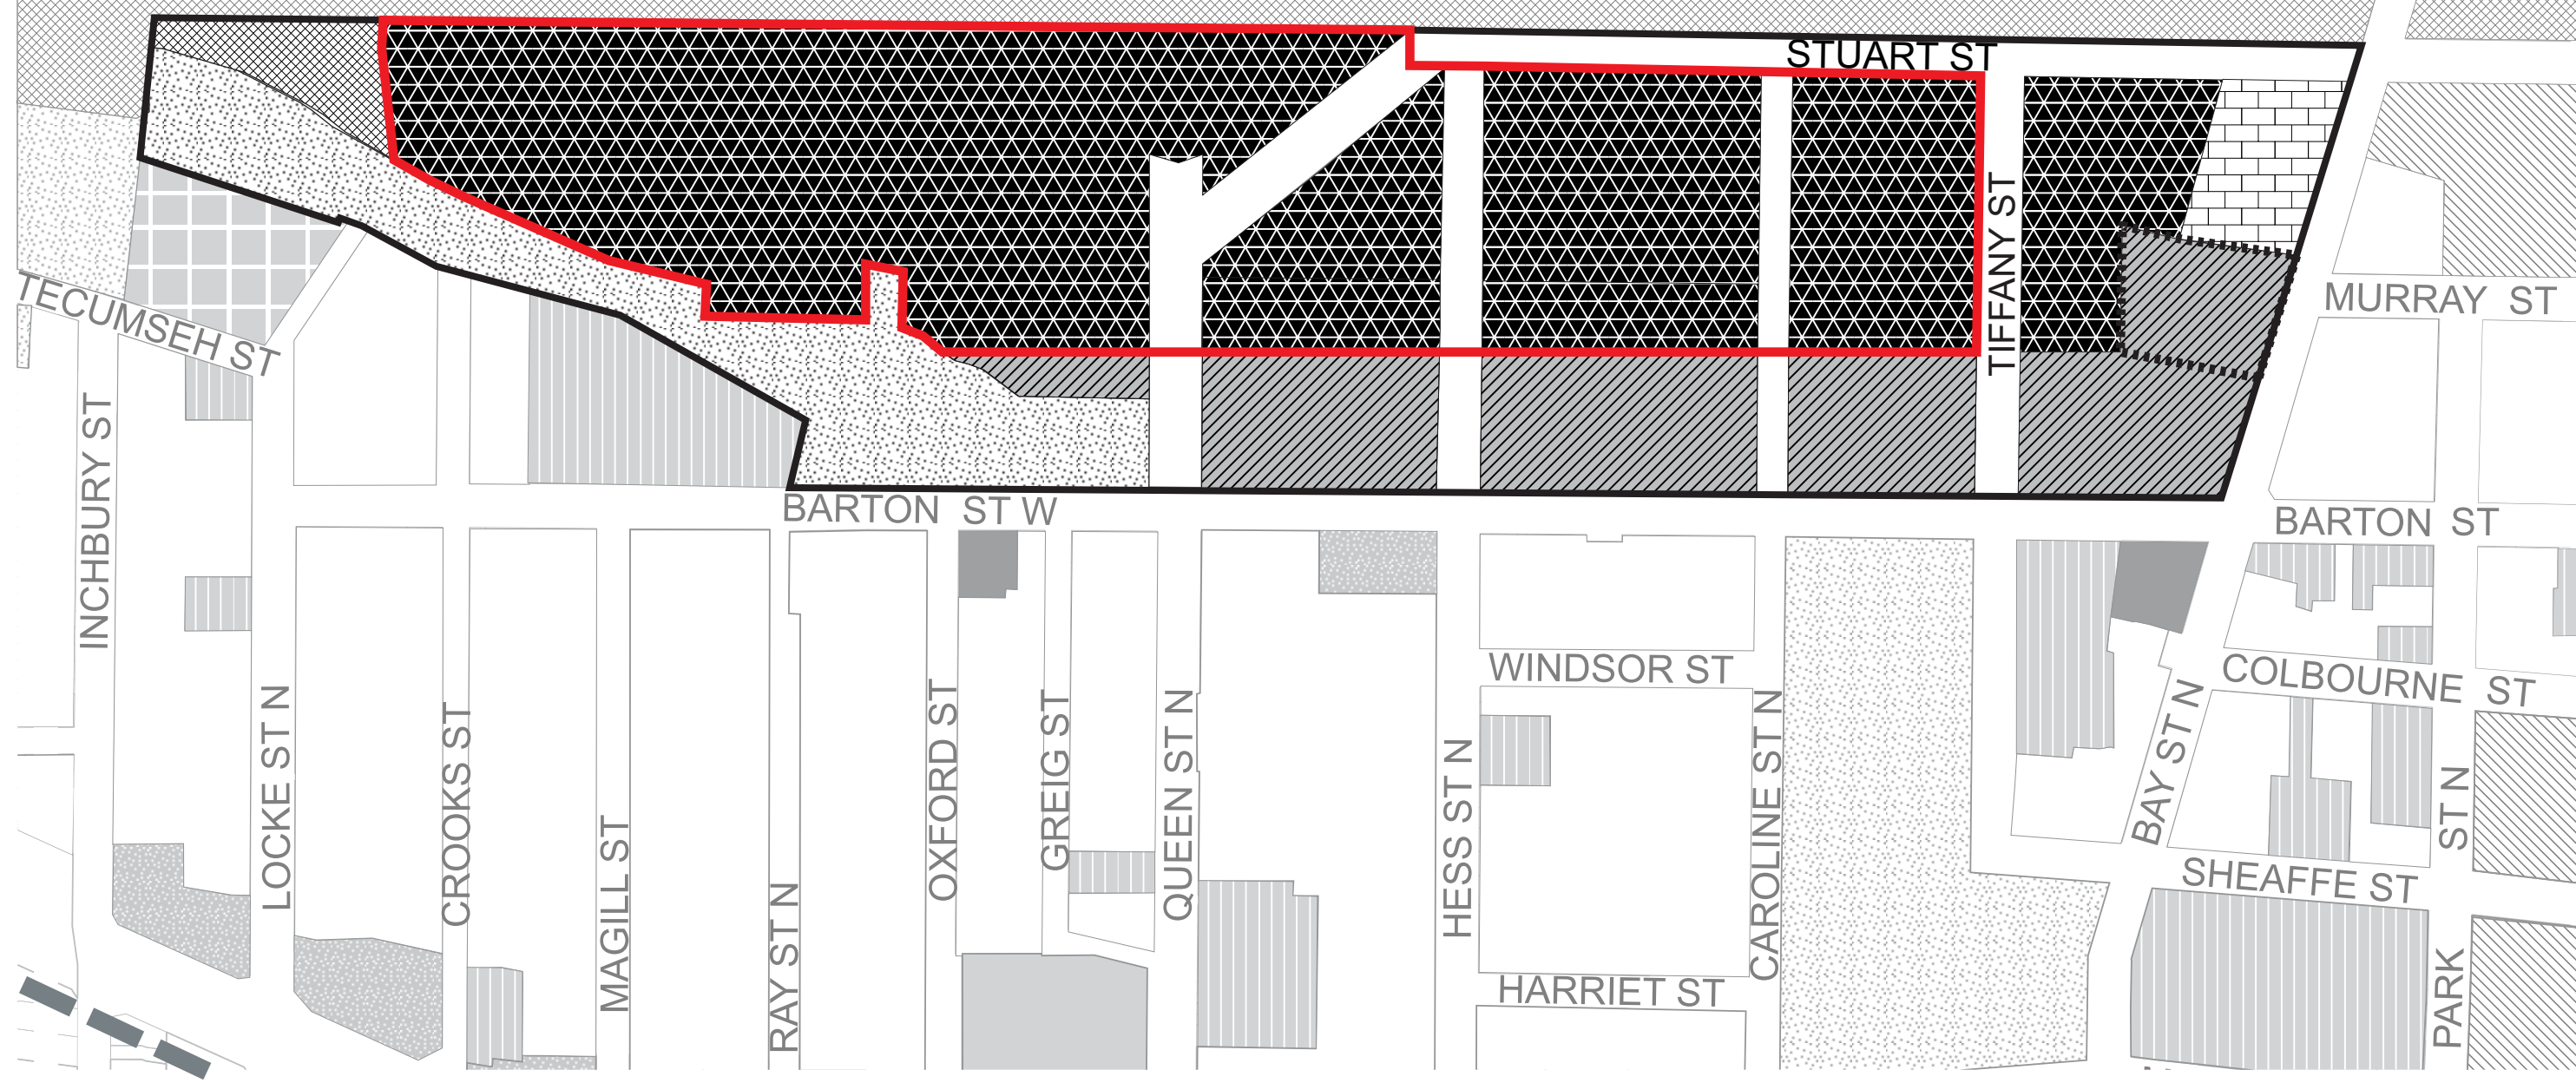 STUART ST
TIFFANY ST
MURRAY ST
TECUMSEH ST
INCHBURY ST
BARTON ST W
BARTON ST
WINDSOR ST
COLBOURNE ST
LOCKE ST N
CROOKS ST
MAGILL ST
RAY ST N
OXFORD ST
GREIG ST
QUEEN ST N
HESS ST N
CAROLINE ST N
BAY ST N
SHEAFFE ST
HARRIET ST
PARK ST N